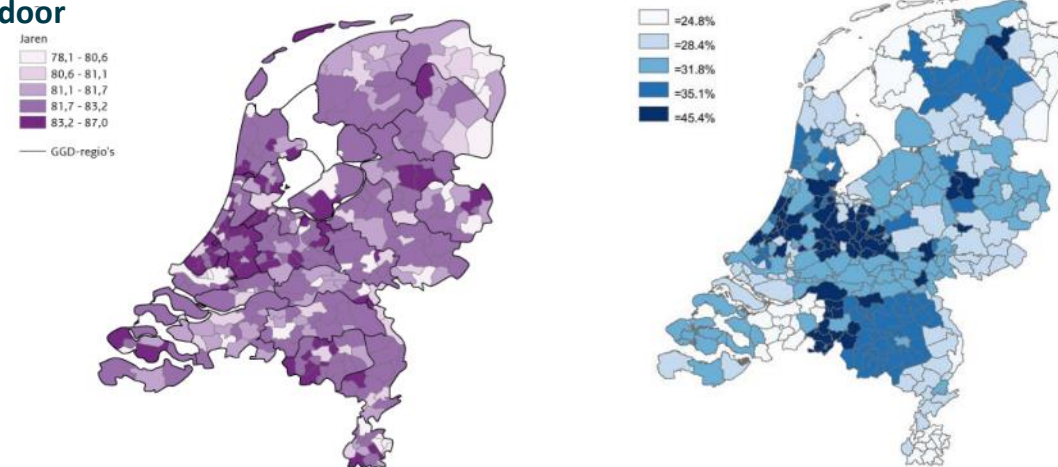 door
Jaren
78,1 - 80,6
80,6 - 81,1
81,1 - 81,7
81,7 - 83,2
83,2 - 87,0
GGD-regio's
=24.8%
=28.4%
=31.8%
=35.1%
=45.4%